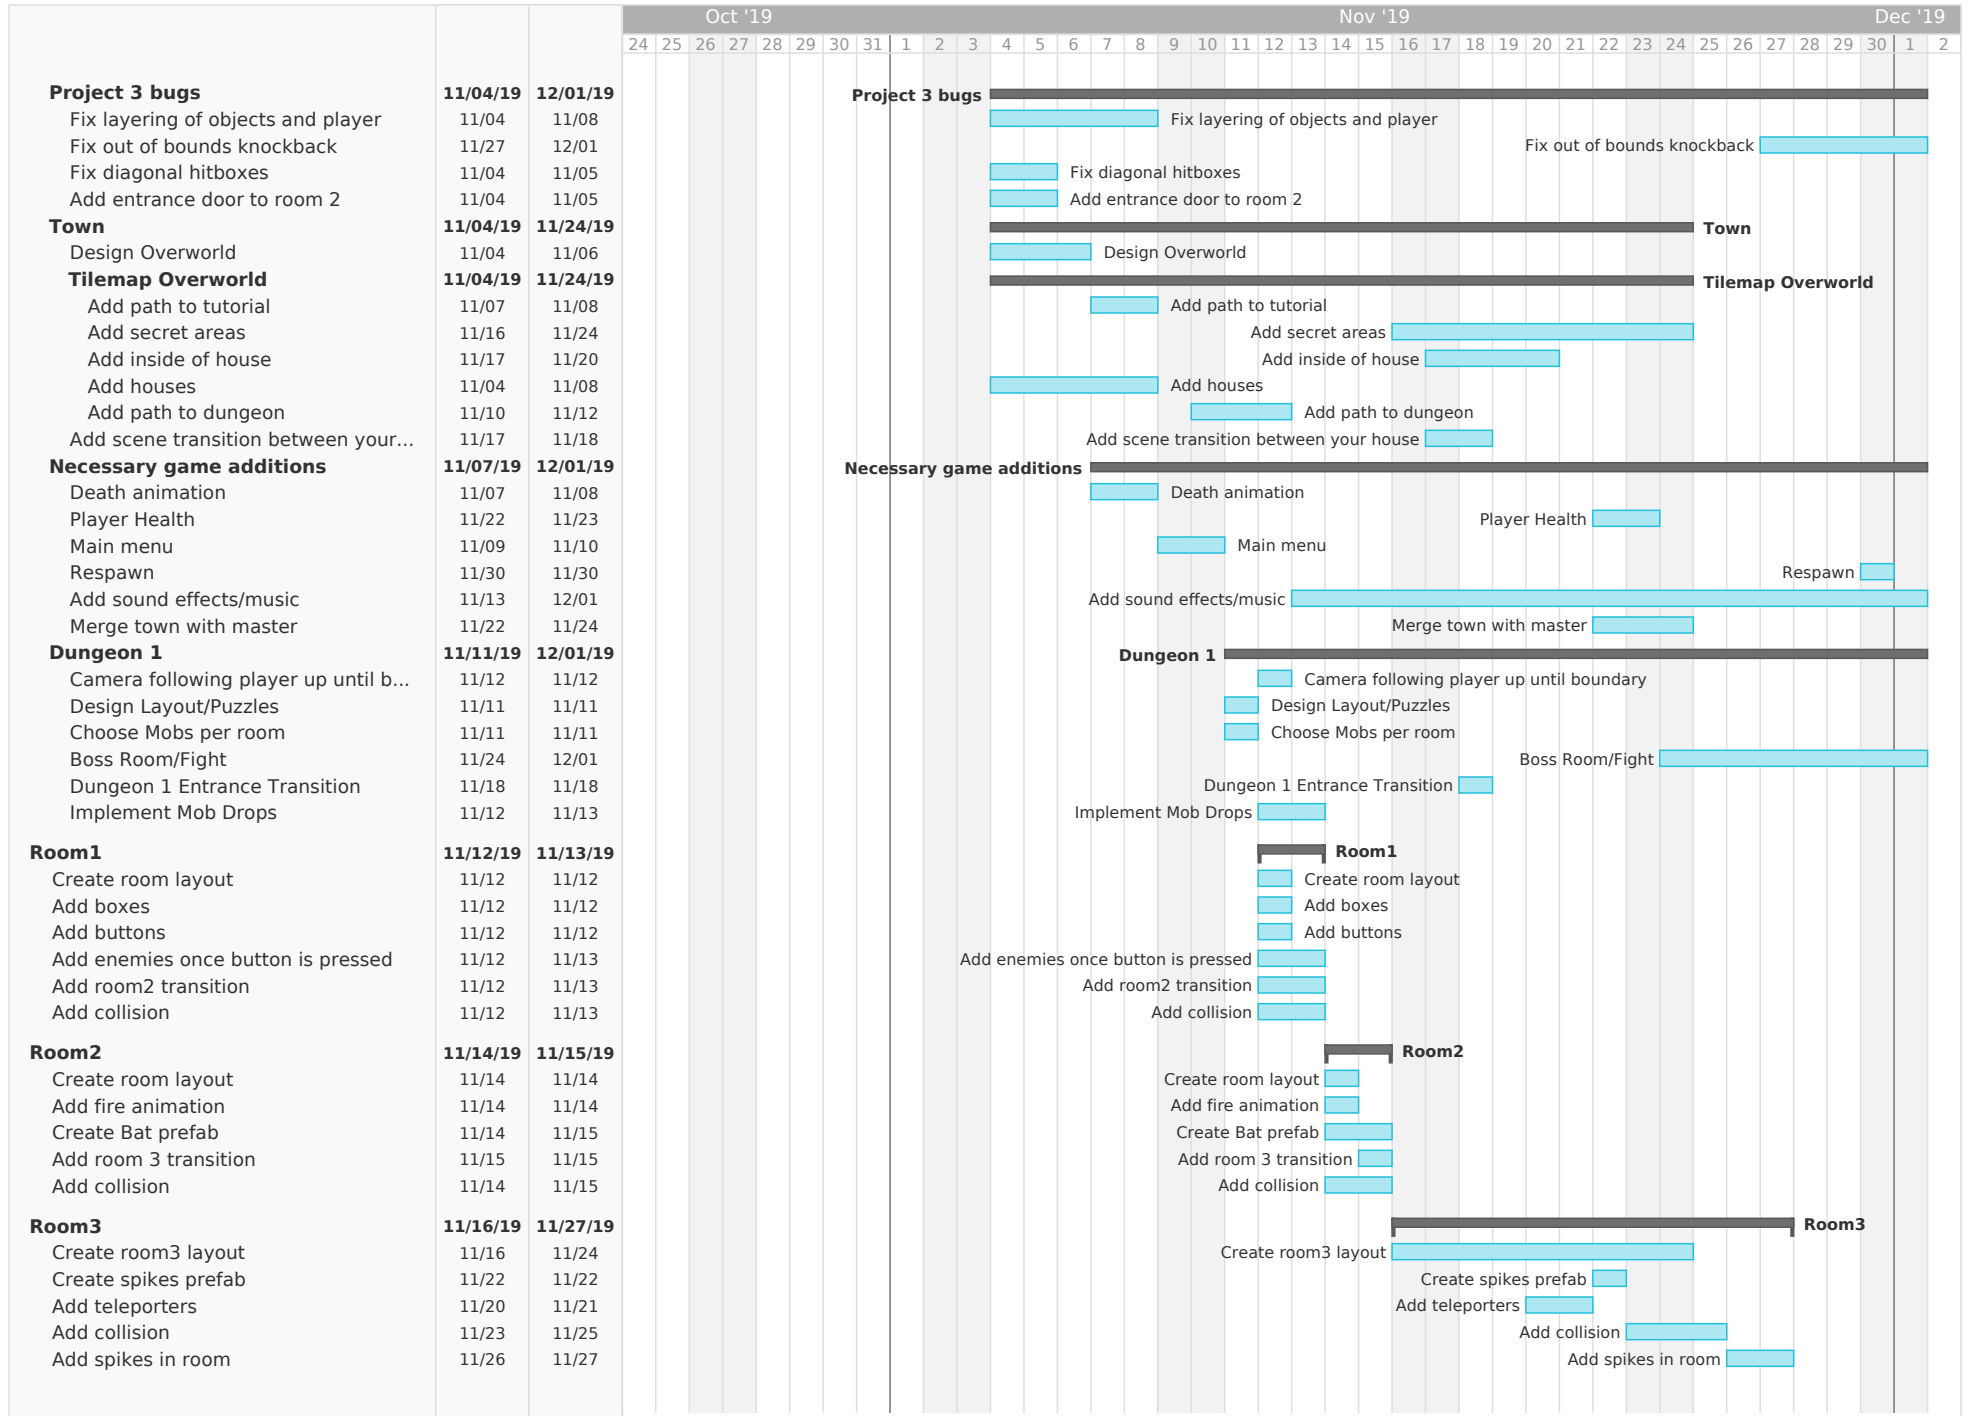 Oct '19 Nov '19 Dec '19
24 25 26 27 28 29 30 31 1 2 3 4 5 6 7 8 9 10 11 12 13 14 15 16 17 18 19 20 21 22 23 24 25 26 27 28 29 30 1 2
Project 3 bugs 11/04/19 12/01/19 Project 3 bugs
Fix layering of objects and player 11/04 11/08 Fix layering of objects and player
Fix out of bounds knockback 11/27 12/01 Fix out of bounds knockback
Fix diagonal hitboxes 11/04 11/05 Fix diagonal hitboxes
Add entrance door to room 2 11/04 11/05 Add entrance door to room 2
Town 11/04/19 11/24/19 Town
Design Overworld 11/04 11/06 Design Overworld
Tilemap Overworld 11/04/19 11/24/19 Tilemap Overworld
Add path to tutorial 11/07 11/08 Add path to tutorial
Add secret areas 11/16 11/24 Add secret areas
Add inside of house 11/17 11/20 Add inside of house
Add houses 11/04 11/08 Add houses
Add path to dungeon 11/10 11/12 Add path to dungeon
Add scene transition between your... 11/17 11/18 Add scene transition between your house
Necessary game additions 11/07/19 12/01/19 Necessary game additions
Death animation 11/07 11/08 Death animation
Player Health 11/22 11/23 Player Health
Main menu 11/09 11/10 Main menu
Respawn 11/30 11/30 Respawn
Add sound effects/music 11/13 12/01 Add sound effects/music
Merge town with master 11/22 11/24 Merge town with master
Dungeon 1 11/11/19 12/01/19 Dungeon 1
Camera following player up until b... 11/12 11/12 Camera following player up until boundary
Design Layout/Puzzles 11/11 11/11 Design Layout/Puzzles
Choose Mobs per room 11/11 11/11 Choose Mobs per room
Boss Room/Fight 11/24 12/01 Boss Room/Fight
Dungeon 1 Entrance Transition 11/18 11/18 Dungeon 1 Entrance Transition
Implement Mob Drops 11/12 11/13 Implement Mob Drops
Room1 11/12/19 11/13/19 Room1
Create room layout 11/12 11/12 Create room layout
Add boxes 11/12 11/12 Add boxes
Add buttons 11/12 11/12 Add buttons
Add enemies once button is pressed 11/12 11/13 Add enemies once button is pressed
Add room2 transition 11/12 11/13 Add room2 transition
Add collision 11/12 11/13 Add collision
Room2 11/14/19 11/15/19 Room2
Create room layout 11/14 11/14 Create room layout
Add fire animation 11/14 11/14 Add fire animation
Create Bat prefab 11/14 11/15 Create Bat prefab
Add room 3 transition 11/15 11/15 Add room 3 transition
Add collision 11/14 11/15 Add collision
Room3 11/16/19 11/27/19 Room3
Create room3 layout 11/16 11/24 Create room3 layout
Create spikes prefab 11/22 11/22 Create spikes prefab
Add teleporters 11/20 11/21 Add teleporters
Add collision 11/23 11/25 Add collision
Add spikes in room 11/26 11/27 Add spikes in room